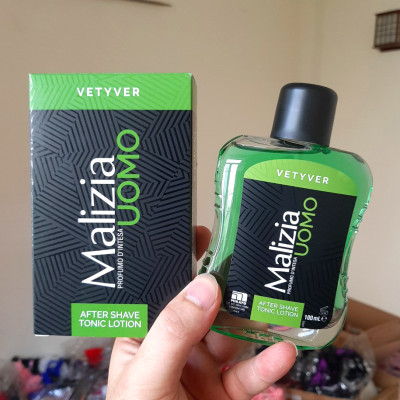 VETYVER
Malizia
UOMO
PROFUMO D'INTESA
AFTER SHAVE
TONIC LOTION
VETYVER
Malizia
UOMO
PROFUMO D'INTESA
AFTER SHAVE
TONIC LOTION
100 mL ℮